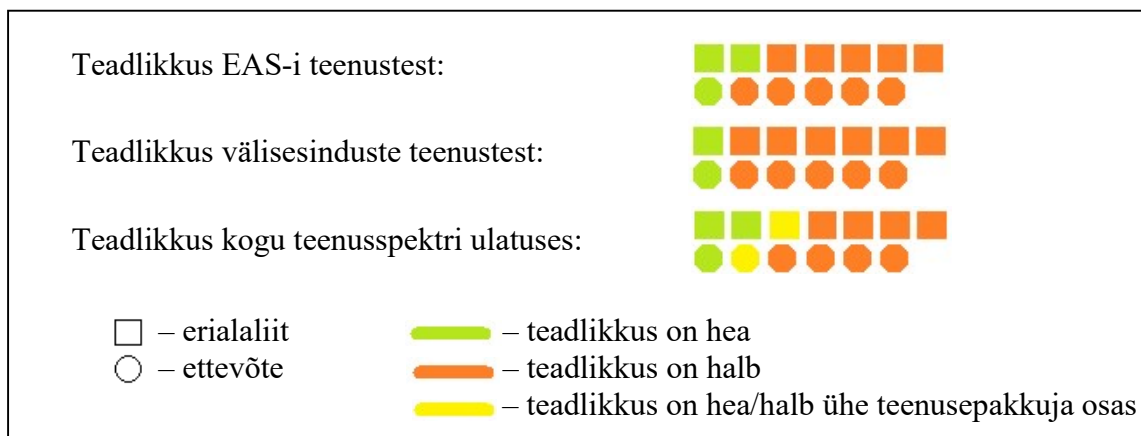 Teadlikkus EAS-i teenustest:
Teadlikkus välisesinduste teenustest:
Teadlikkus kogu teenusspektri ulatuses:
– erialaliit
– teadlikkus on hea
– ettevõte
– teadlikkus on halb
– teadlikkus on hea/halb ühe teenusepakkuja osas